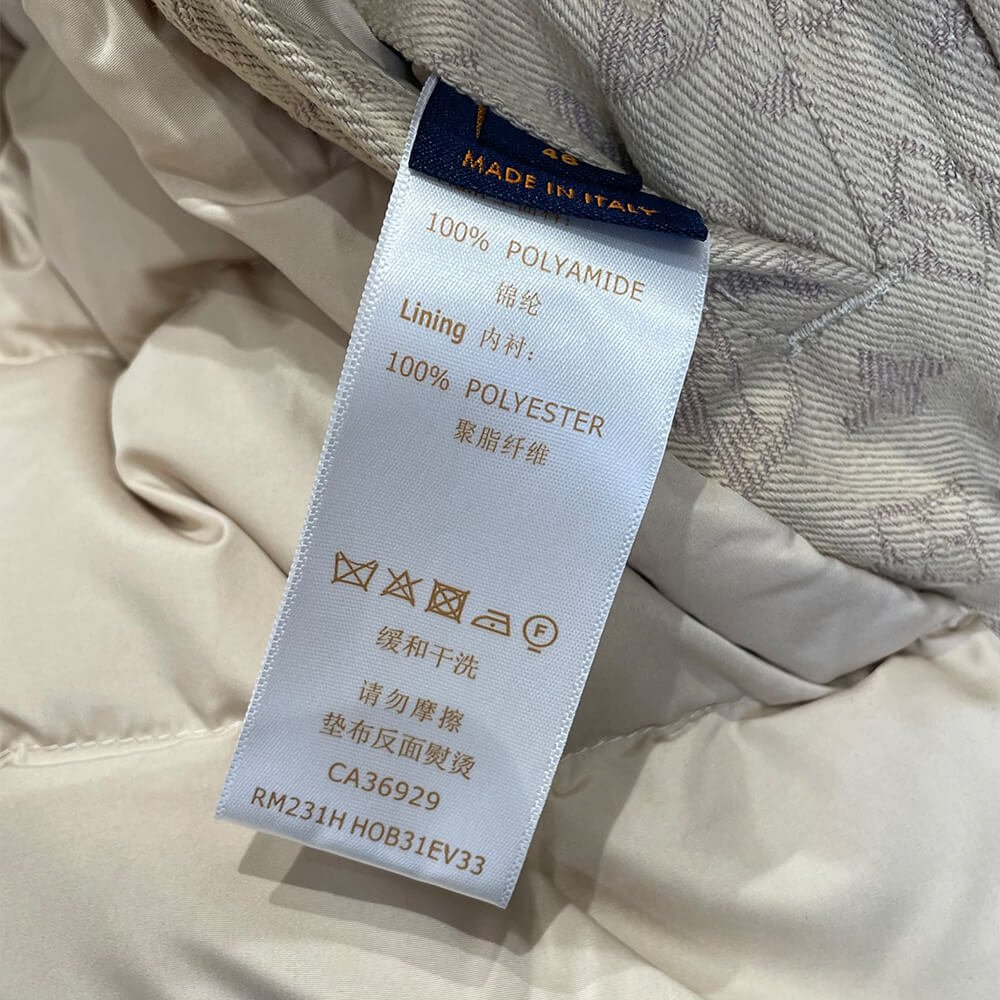 48
MADE IN ITALY
100% POLYAMIDE
锦纶
Lining 内衬:
100% POLYESTER
聚脂纤维
F
缓和干洗
请勿摩擦
垫布反面熨烫
CA36929
RM231H HOB31EV33